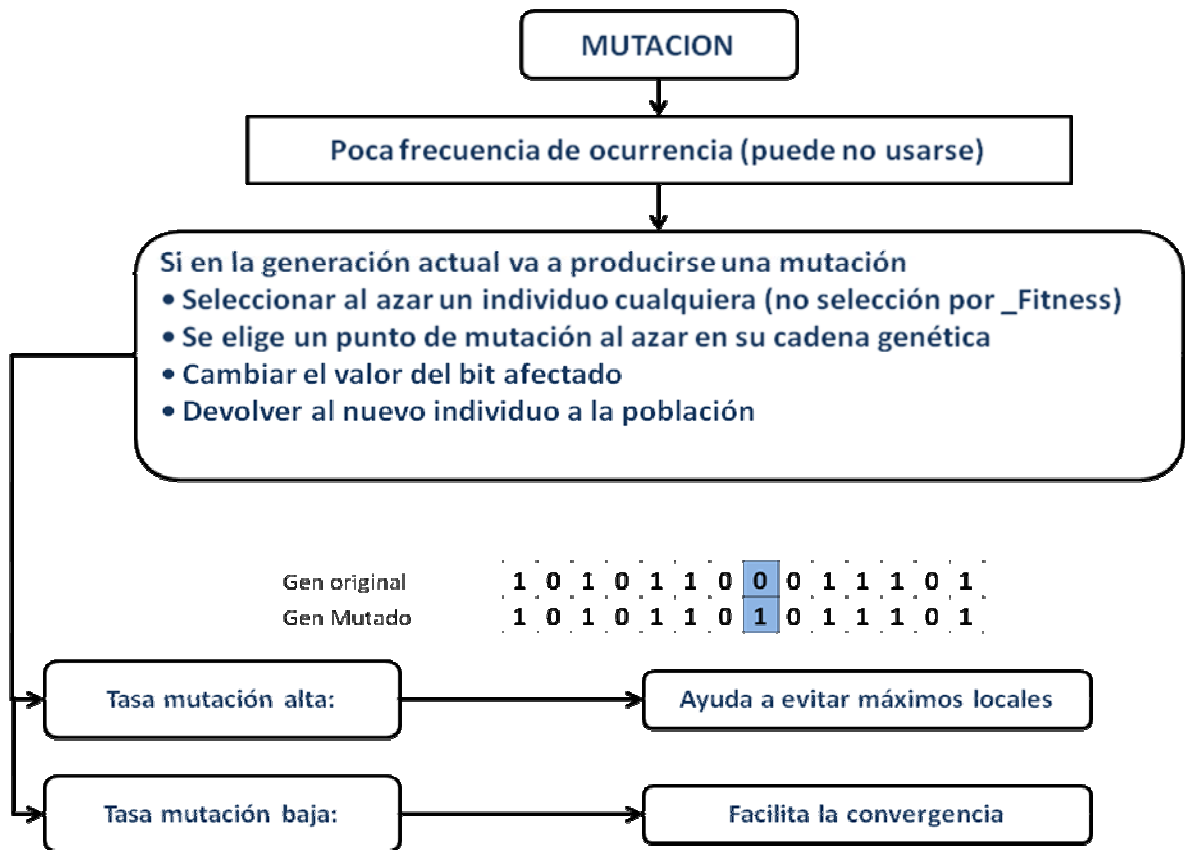 MUTACION
Poca frecuencia de ocurrencia (puede no usarse)
Si en la generación actual va a producirse una mutación
• Seleccionar al azar un individuo cualquiera (no selección por _Fitness)
• Se elige un punto de mutación al azar en su cadena genética
• Cambiar el valor del bit afectado
• Devolver al nuevo individuo a la población
Gen original 1 0 1 0 1 1 0 0 0 1 1 1 0 1
Gen Mutado 1 0 1 0 1 1 0 1 0 1 1 1 0 1
Tasa mutación alta: Ayuda a evitar máximos locales
Tasa mutación baja: Facilita la convergencia